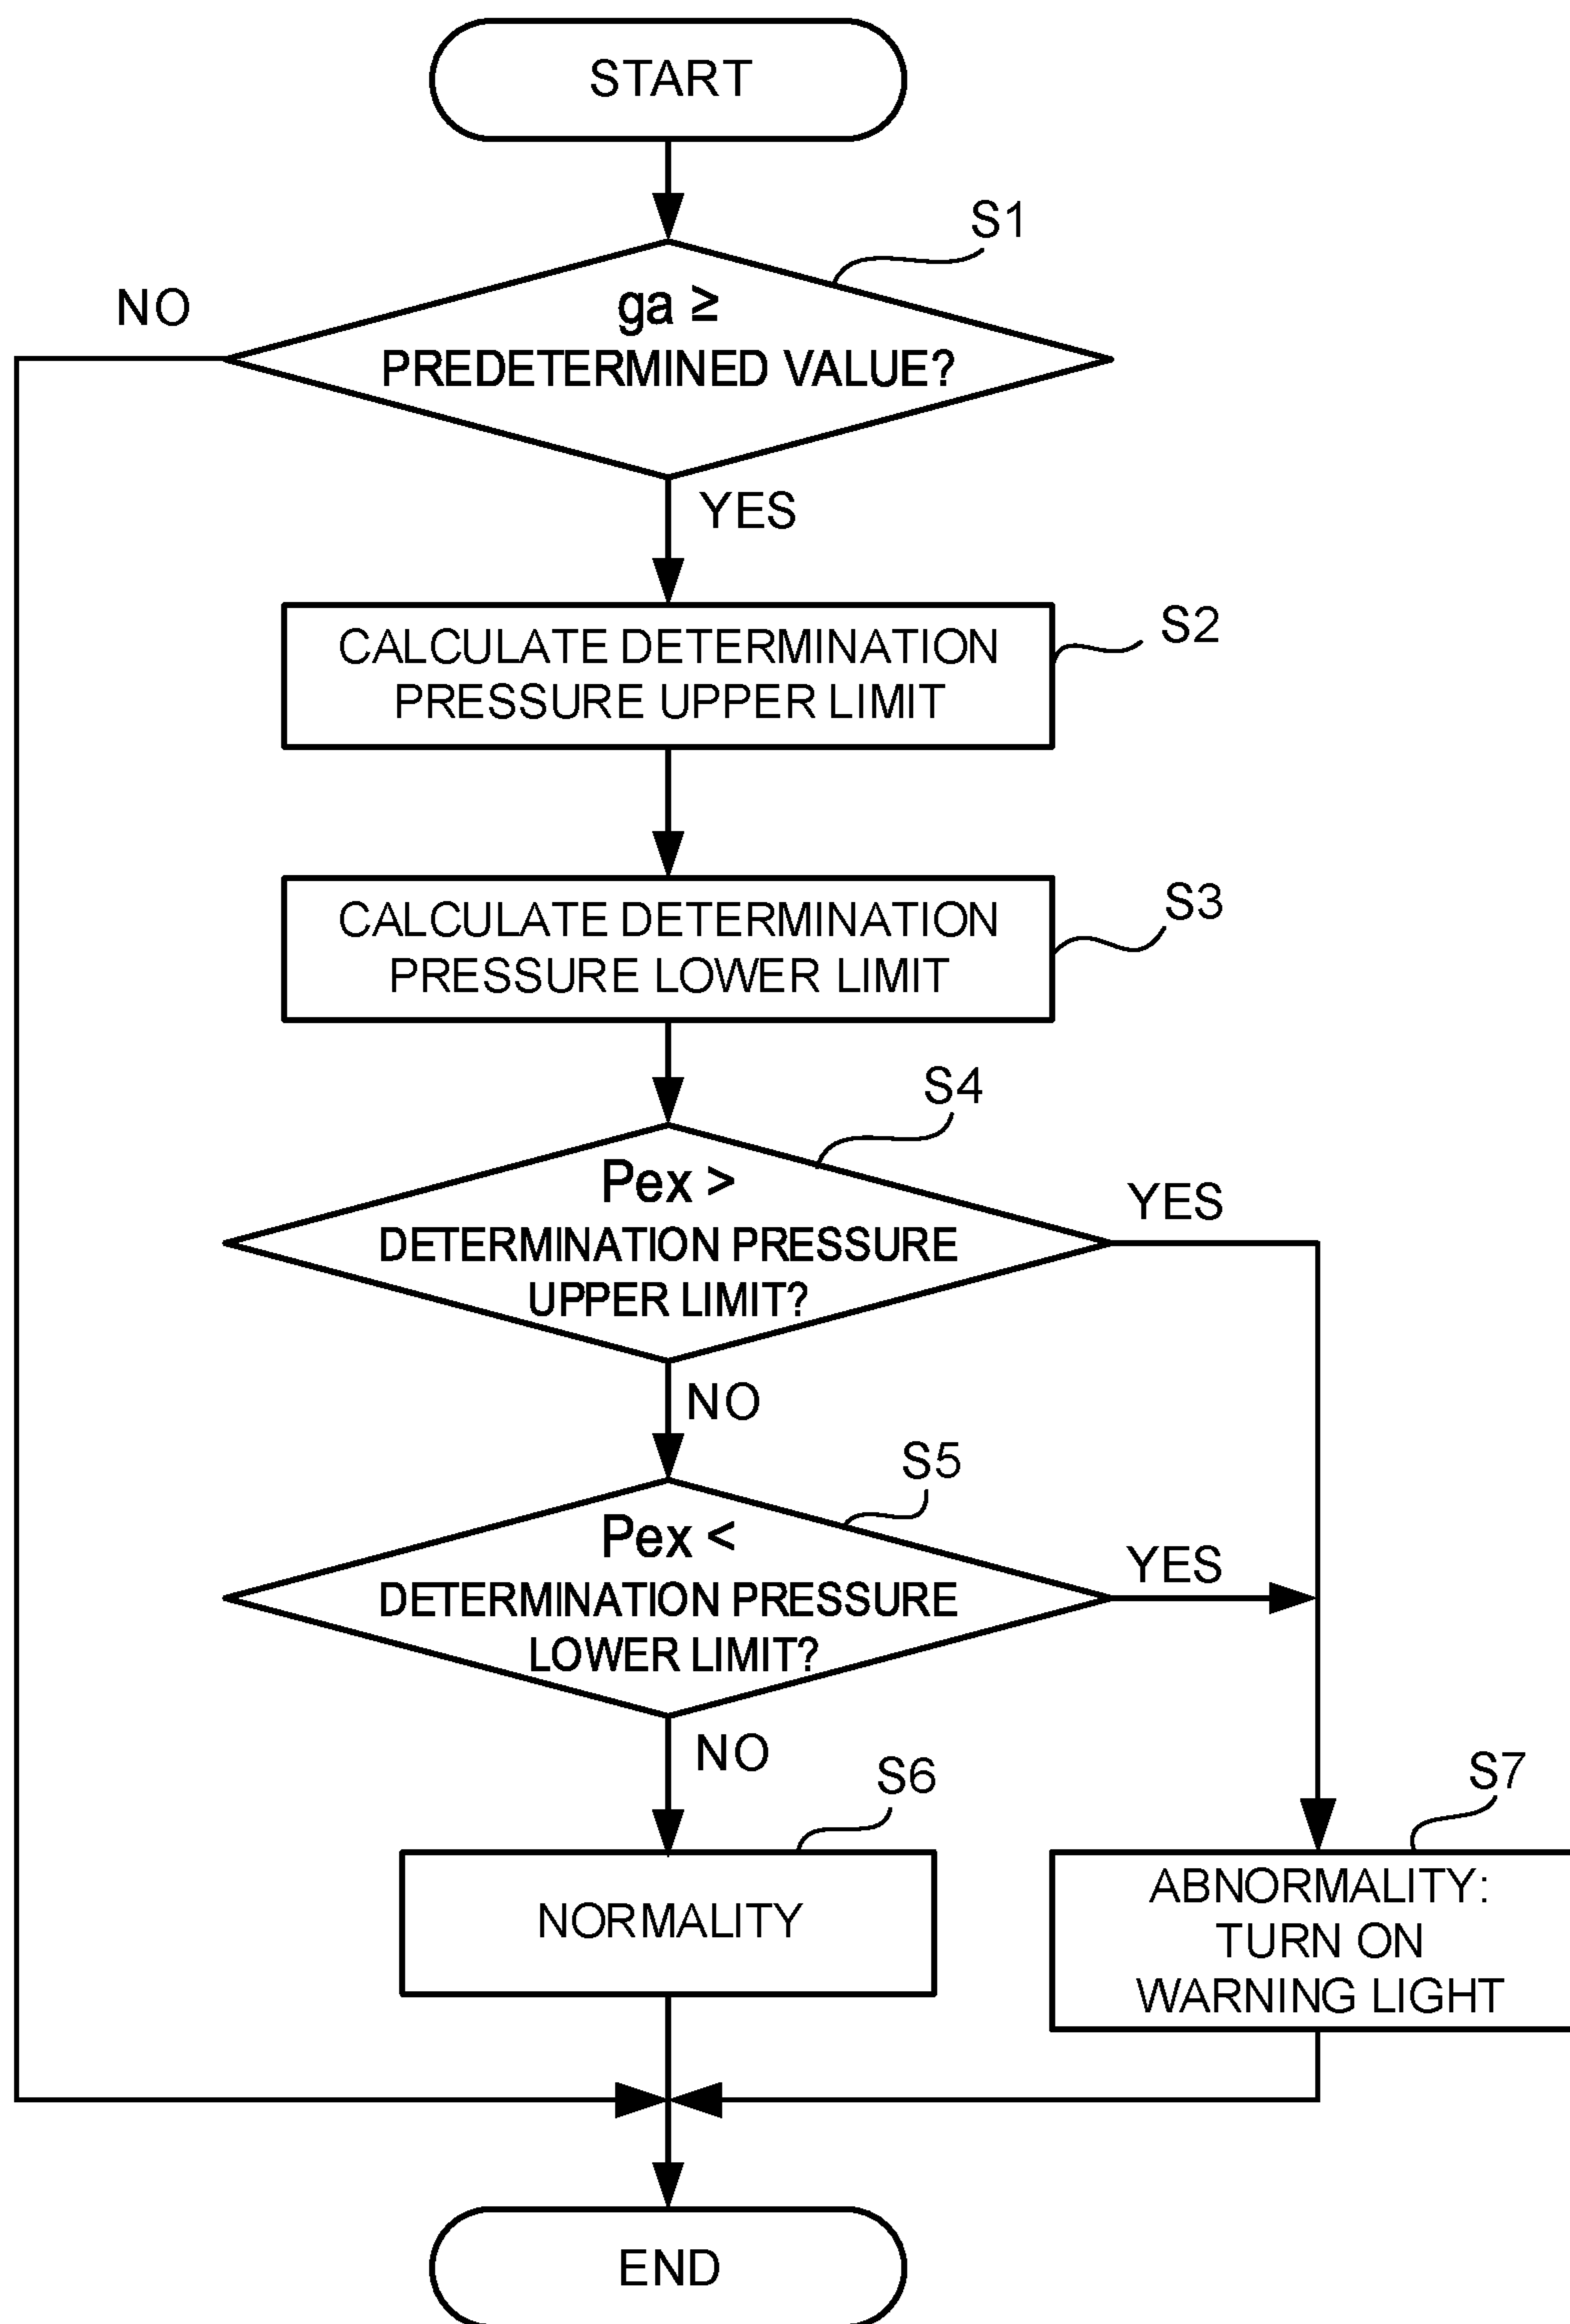 START
S1
NO
ga ≥
PREDETERMINED VALUE?
YES
S2
CALCULATE DETERMINATION
PRESSURE UPPER LIMIT
S3
CALCULATE DETERMINATION
PRESSURE LOWER LIMIT
S4
Pex >
DETERMINATION PRESSURE
UPPER LIMIT?
YES
NO
S5
Pex <
DETERMINATION PRESSURE
LOWER LIMIT?
YES
NO
S6
NORMALITY
S7
ABNORMALITY:
TURN ON
WARNING LIGHT
END